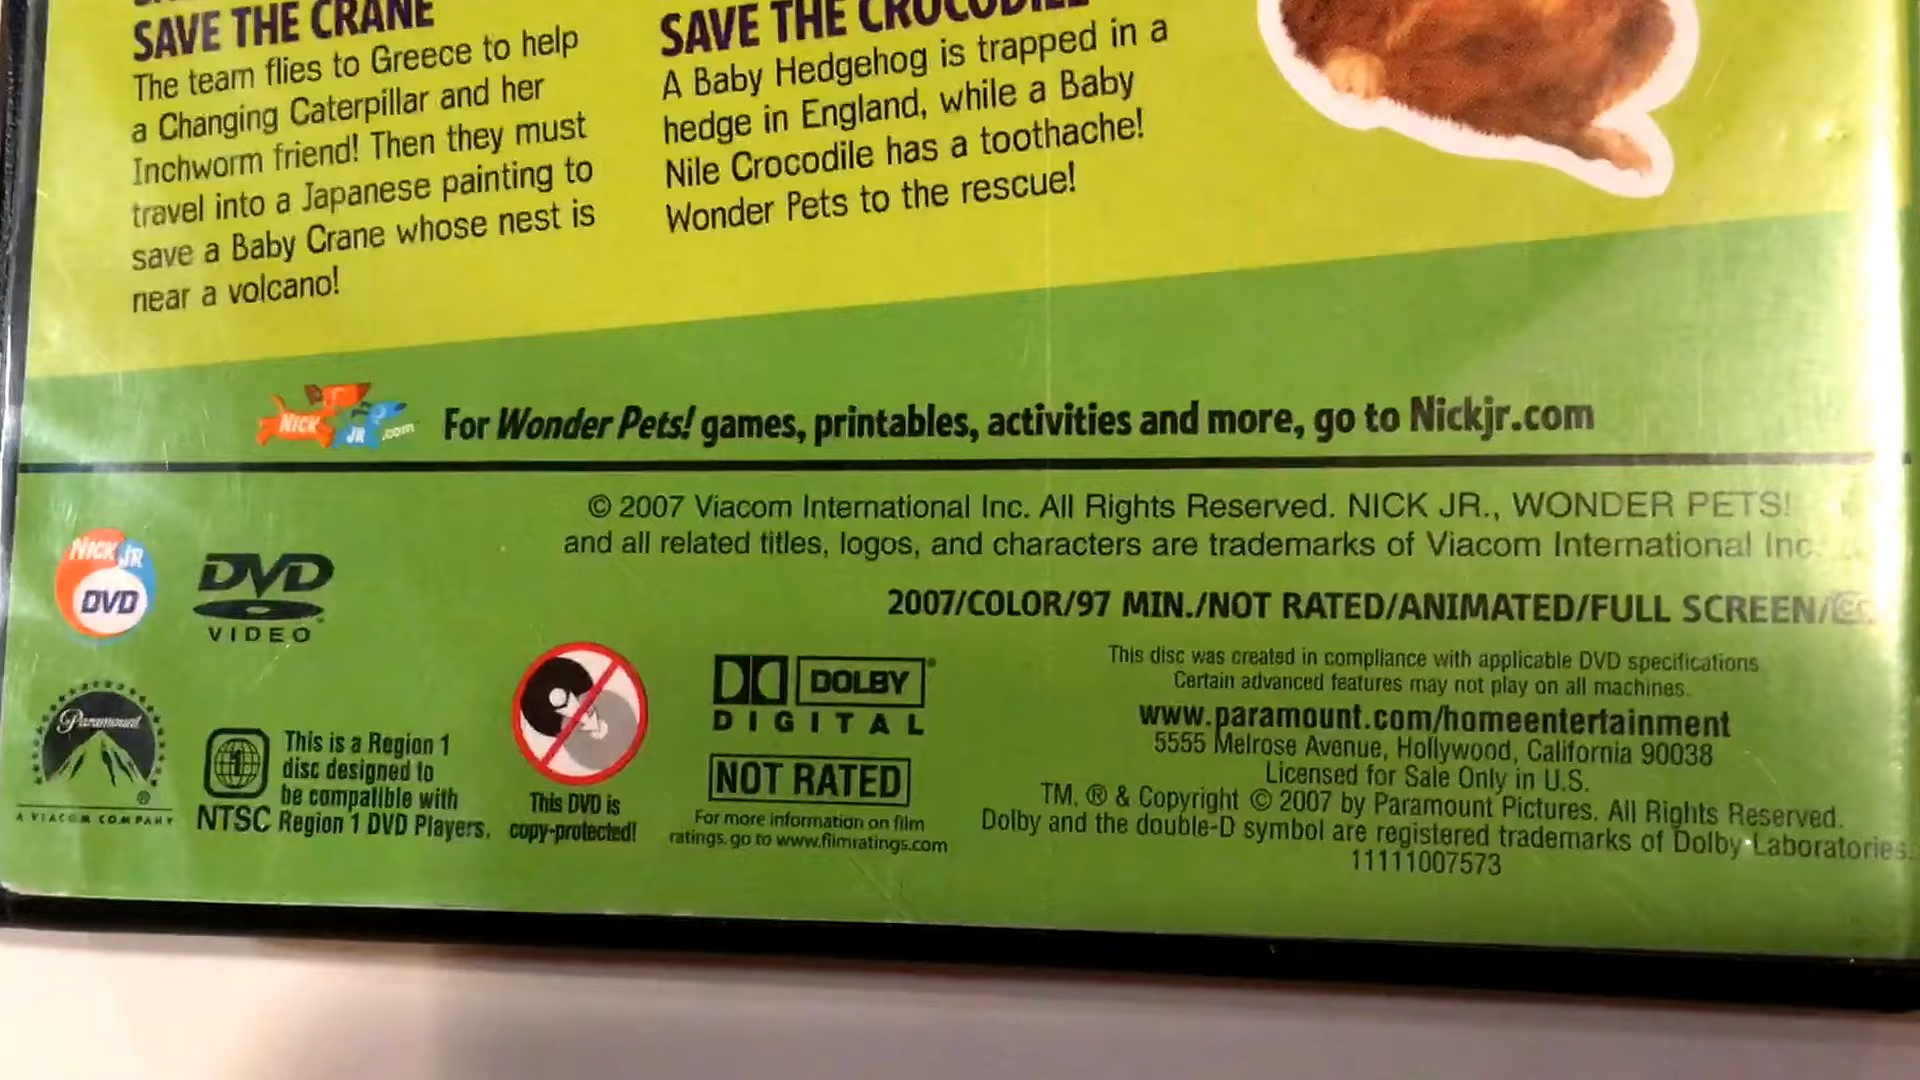 SAVE THE CRANE
The team flies to Greece to help
a Changing Caterpillar and her
Inchworm friend! Then they must
travel into a Japanese painting to
save a Baby Crane whose nest is
near a volcano!
SAVE THE CROCODILE
A Baby Hedgehog is trapped in a
hedge in England, while a Baby
Nile Crocodile has a toothache!
Wonder Pets to the rescue!
NICK JR .com
For Wonder Pets! games, printables, activities and more, go to Nickjr.com
© 2007 Viacom International Inc. All Rights Reserved. NICK JR., WONDER PETS!
and all related titles, logos, and characters are trademarks of Viacom International Inc.
NICK JR
DVD
DVD
VIDEO
2007/COLOR/97 MIN./NOT RATED/ANIMATED/FULL SCREEN/CC
Paramount
®
A VIACOM COMPANY
1
NTSC
This is a Region 1
disc designed to
be compatible with
Region 1 DVD Players.
This DVD is
copy-protected!
DOLBY®
DIGITAL
NOT RATED
For more information on film
ratings, go to www.filmratings.com
This disc was created in compliance with applicable DVD specifications
Certain advanced features may not play on all machines.
www.paramount.com/homeentertainment
5555 Melrose Avenue, Hollywood, California 90038
Licensed for Sale Only in U.S.
TM, ® & Copyright © 2007 by Paramount Pictures. All Rights Reserved.
Dolby and the double-D symbol are registered trademarks of Dolby Laboratories.
11111007573